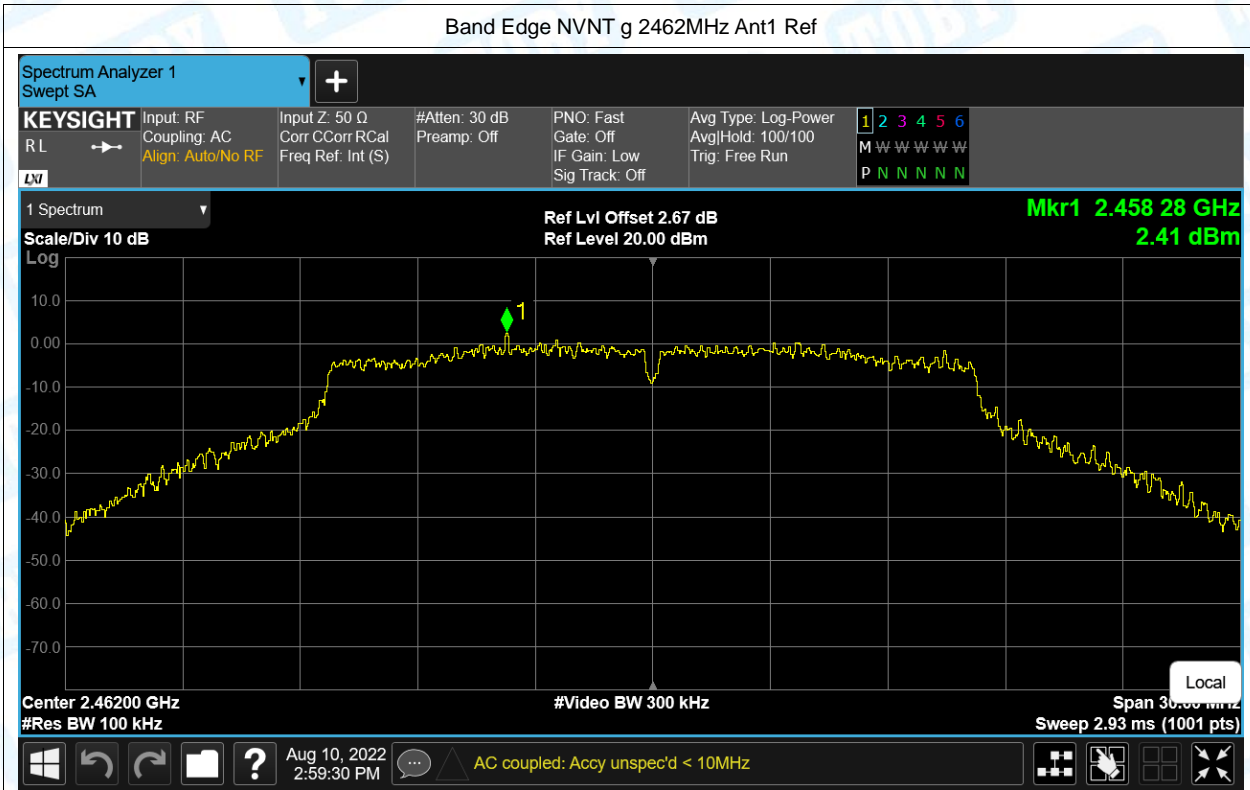 Band Edge NVNT g 2462MHz Ant1 Ref
Spectrum Analyzer 1
Swept SA
KEYSIGHT
RL
LXI
Input: RF
Coupling: AC
Align: Auto/No RF
Input Z: 50 Ω
Corr CCorr RCal
Freq Ref: Int (S)
#Atten: 30 dB
Preamp: Off
PNO: Fast
Gate: Off
IF Gain: Low
Sig Track: Off
Avg Type: Log-Power
Avg|Hold: 100/100
Trig: Free Run
1 2 3 4 5 6
M W W W W W
P N N N N N
1 Spectrum
Scale/Div 10 dB
Ref Lvl Offset 2.67 dB
Ref Level 20.00 dBm
Mkr1 2.458 28 GHz
2.41 dBm
Log
1
10.0
0.00
-10.0
-20.0
-30.0
-40.0
-50.0
-60.0
-70.0
Local
Center 2.46200 GHz
#Video BW 300 kHz
Span 30.00 MHz
#Res BW 100 kHz
Sweep 2.93 ms (1001 pts)
?
Aug 10, 2022
2:59:30 PM
AC coupled: Accy unspec'd < 10MHz